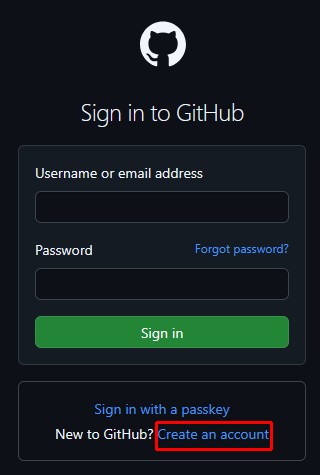 Sign in to GitHub
Username or email address
Password Forgot password?
Sign in
Sign in with a passkey
New to GitHub? Create an account